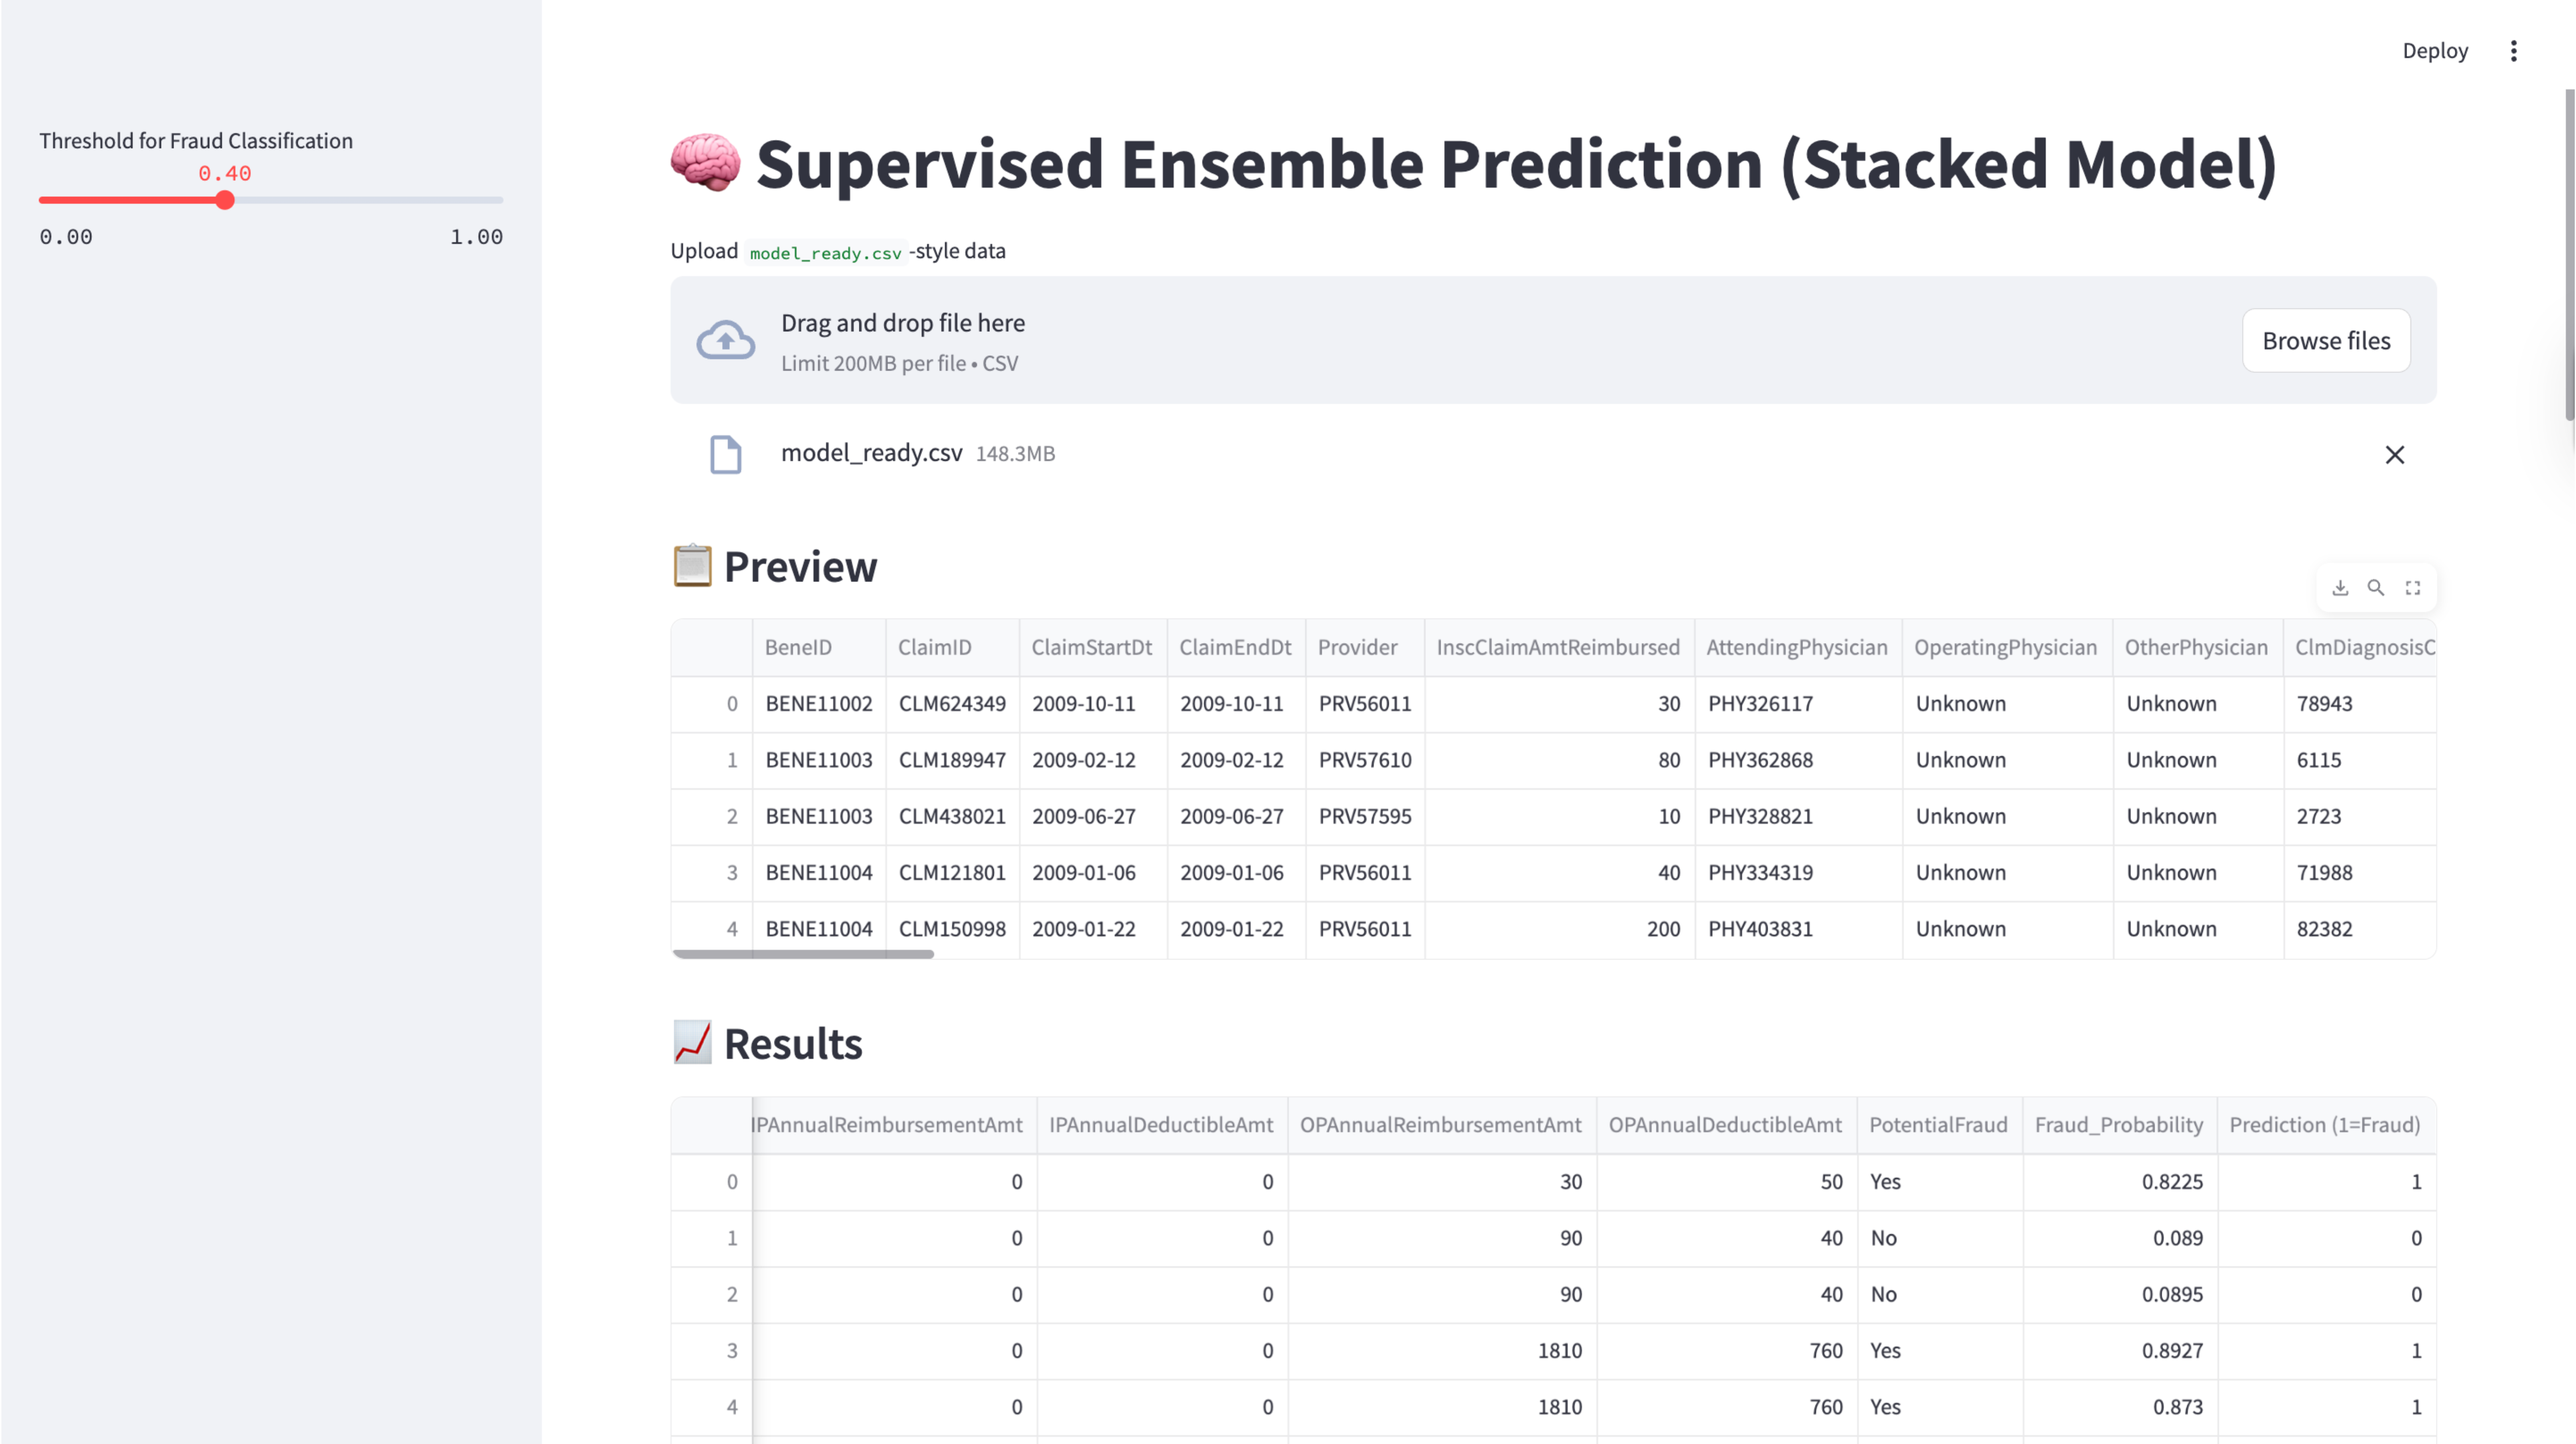 Deploy
Threshold for Fraud Classification
0.40
0.00 1.00
Supervised Ensemble Prediction (Stacked Model)
Upload model_ready.csv -style data
Drag and drop file here
Limit 200MB per file • CSV
Browse files
model_ready.csv 148.3MB
Preview
BeneID ClaimID ClaimStartDt ClaimEndDt Provider InscClaimAmtReimbursed AttendingPhysician OperatingPhysician OtherPhysician ClmDiagnosisC
0 BENE11002 CLM624349 2009-10-11 2009-10-11 PRV56011 30 PHY326117 Unknown Unknown 78943
1 BENE11003 CLM189947 2009-02-12 2009-02-12 PRV57610 80 PHY362868 Unknown Unknown 6115
2 BENE11003 CLM438021 2009-06-27 2009-06-27 PRV57595 10 PHY328821 Unknown Unknown 2723
3 BENE11004 CLM121801 2009-01-06 2009-01-06 PRV56011 40 PHY334319 Unknown Unknown 71988
4 BENE11004 CLM150998 2009-01-22 2009-01-22 PRV56011 200 PHY403831 Unknown Unknown 82382
Results
IPAnnualReimbursementAmt IPAnnualDeductibleAmt OPAnnualReimbursementAmt OPAnnualDeductibleAmt PotentialFraud Fraud_Probability Prediction (1=Fraud)
0 0 0 30 50 Yes 0.8225 1
1 0 0 90 40 No 0.089 0
2 0 0 90 40 No 0.0895 0
3 0 0 1810 760 Yes 0.8927 1
4 0 0 1810 760 Yes 0.873 1